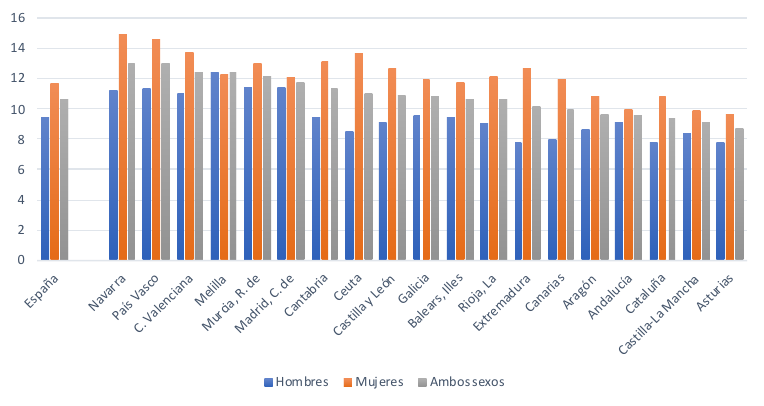 16
14
12
10
8
6
4
2
0
España
Navarra
País Vasco
C. Valenciana
Melilla
Murcia, R. de
Madrid, C. de
Cantabria
Ceuta
Castilla y León
Galicia
Balears, Illes
Rioja, La
Extremadura
Canarias
Aragón
Andalucía
Cataluña
Castilla-La Mancha
Asturias
Hombres Mujeres Ambos sexos